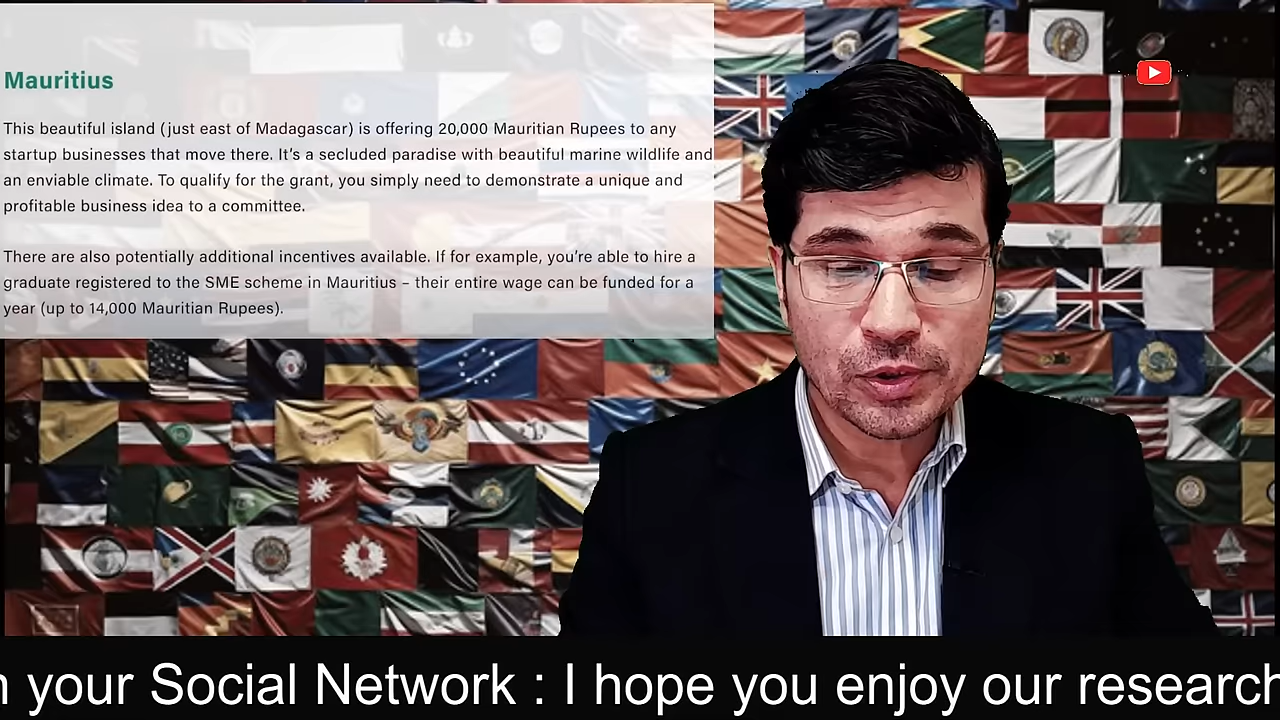 Mauritius
This beautiful island (just east of Madagascar) is offering 20,000 Mauritian Rupees to any
startup businesses that move there. It's a secluded paradise with beautiful marine wildlife and
an enviable climate. To qualify for the grant, you simply need to demonstrate a unique and
profitable business idea to a committee.
There are also potentially additional incentives available. If for example, you're able to hire a
graduate registered to the SME scheme in Mauritius – their entire wage can be funded for a
year (up to 14,000 Mauritian Rupees).
your Social Network : I hope you enjoy our research